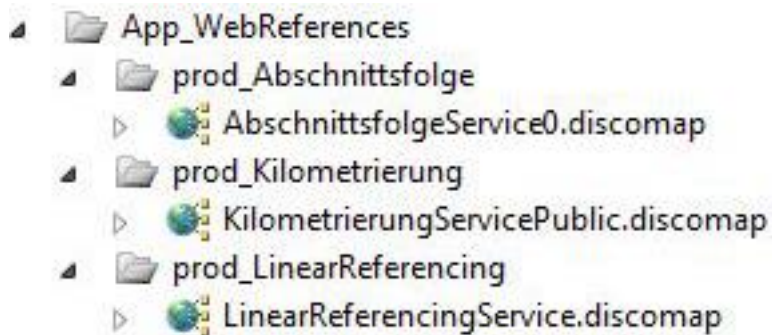 App_WebReferences
prod_Abschnittsfolge
AbschnittsfolgeService0.discomap
prod_Kilometrierung
KilometrierungServicePublic.discomap
prod_LinearReferencing
LinearReferencingService.discomap